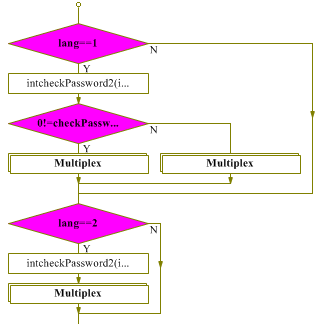 lang==1
N
Y
intcheckPassword2(i...
0!=checkPassw...
N
Y
Multiplex
Multiplex
lang==2
N
Y
intcheckPassword2(i...
Multiplex